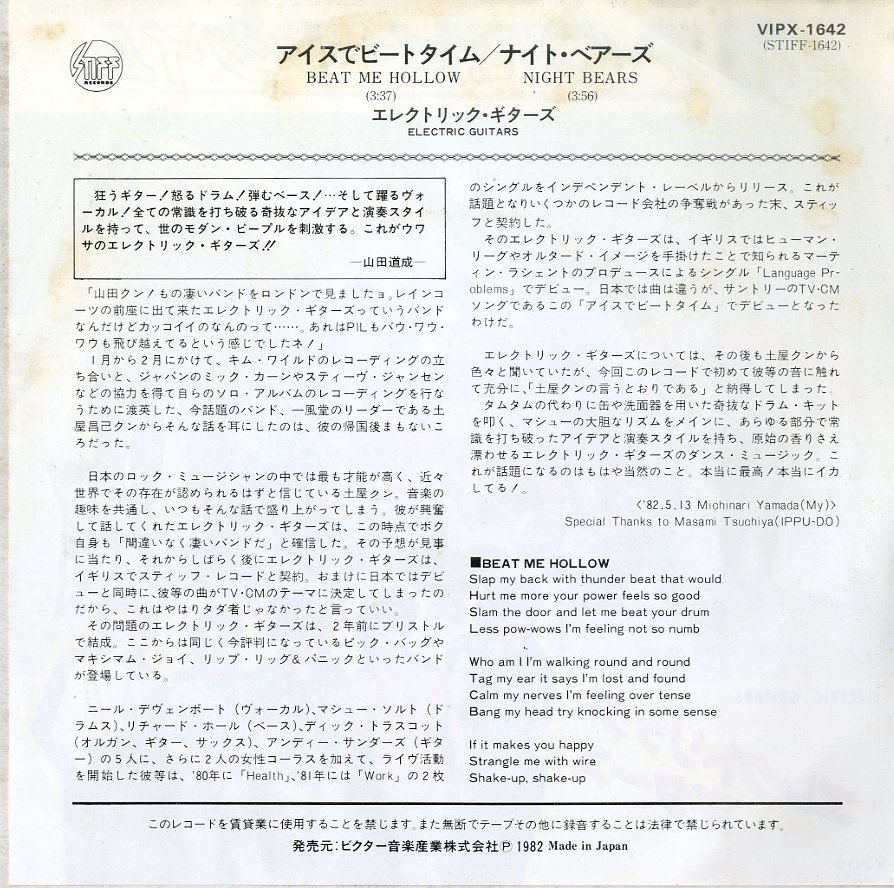 STIFF
RECORDS
VIPX-1642
(STIFF-1642)
アイスでビートタイム／ナイト・ベアーズ
BEAT ME HOLLOW NIGHT BEARS
(3:37) (3:56)
エレクトリック・ギターズ
ELECTRIC GUITARS
狂うギター！怒るドラム！弾むベース！…そして躍るヴォ
ーカル！全ての常識を打ち破る奇抜なアイデアと演奏スタイ
ルを持って、世のモダン・ピープルを刺激する。これがウワ
サのエレクトリック・ギターズ!!
—山田道成—
「山田クン！もの凄いバンドをロンドンで見ましたョ。レインコ
ーツの前座に出て来たエレクトリック・ギターズっていうバンド
なんだけどカッコイイのなんのって……。あれはPILもバウ・ワウ・
ワウも飛び越えてるという感じでしたネ！」
１月から２月にかけて、キム・ワイルドのレコーディングの立
ち合いと、ジャパンのミック・カーンやスティーヴ・ジャンセン
などの協力を得て自らのソロ・アルバムのレコーディングを行な
うために渡英した、今話題のバンド、一風堂のリーダーである土
屋昌己クンからそんな話を耳にしたのは、彼の帰国後まもないこ
ろだった。
日本のロック・ミュージシャンの中では最も才能が高く、近々
世界でその存在が認められるはずと信じている土屋クン。音楽の
趣味を共通し、いつもそんな話で盛り上がってしまう。彼が興奮
して話してくれたエレクトリック・ギターズは、この時点でボク
自身も「間違いなく凄いバンドだ」と確信した。その予想が見事
に当たり、それからしばらく後にエレクトリック・ギターズは、
イギリスでスティッフ・レコードと契約。おまけに日本ではデビ
ューと同時に、彼等の曲がTV・CMのテーマに決定してしまったの
だから、これはやはりタダ者じゃなかったと言っていい。
その問題のエレクトリック・ギターズは、２年前にブリストル
で結成。ここからは同じく今評判になっているピック・バッグや
マキシマム・ジョイ、リップ・リッグ＆パニックといったバンド
が登場している。
ニール・デヴェンポート（ヴォーカル）、マシュー・ソルト（ド
ラムス）、リチャード・ホール（ベース）、ディック・トラスコット
（オルガン、ギター、サックス）、アンディー・サンダーズ（ギタ
ー）の５人に、さらに２人の女性コーラスを加えて、ライヴ活動
を開始した彼等は、'80年に「Health」、'81年には「Work」の２枚
のシングルをインデペンデント・レーベルからリリース。これが
話題となりいくつかのレコード会社の争奪戦があった末、スティッ
フと契約した。
そのエレクトリック・ギターズは、イギリスではヒューマン・
リーグやオルタード・イメージを手掛けたことで知られるマーテ
ィン・ラシェントのプロデュースによるシングル「Language Pr-
oblems」でデビュー。日本では曲は違うが、サントリーのTV・CM
ソングであるこの「アイスでビートタイム」でデビューとなった
わけだ。
エレクトリック・ギターズについては、その後も土屋クンから
色々と聞いていたが、今回このレコードで初めて彼等の音に触れ
て充分に、「土屋クンの言うとおりである」と納得してしまった。
タムタムの代わりに缶や洗面器を用いた奇抜なドラム・キット
を叩く、マシューの大胆なリズムをメインに、あらゆる部分で常
識を打ち破ったアイデアと演奏スタイルを持ち、原始の香りさえ
漂わせるエレクトリック・ギターズのダンス・ミュージック。こ
れが話題になるのはもはや当然のこと。本当に最高！本当にイカ
してる！
〈'82.5.13 Michinari Yamada(My)〉
Special Thanks to Masami Tsuchiya(IPPU-DO)
■BEAT ME HOLLOW
Slap my back with thunder beat that would
Hurt me more your power feels so good
Slam the door and let me beat your drum
Less pow-wows I'm feeling not so numb
Who am I I'm walking round and round
Tag my ear it says I'm lost and found
Calm my nerves I'm feeling over tense
Bang my head try knocking in some sense
If it makes you happy
Strangle me with wire
Shake-up, shake-up
このレコードを賃貸業に使用することを禁じます。また無断でテープその他に録音することは法律で禁じられています。
発売元：ビクター音楽産業株式会社Ⓟ 1982 Made in Japan